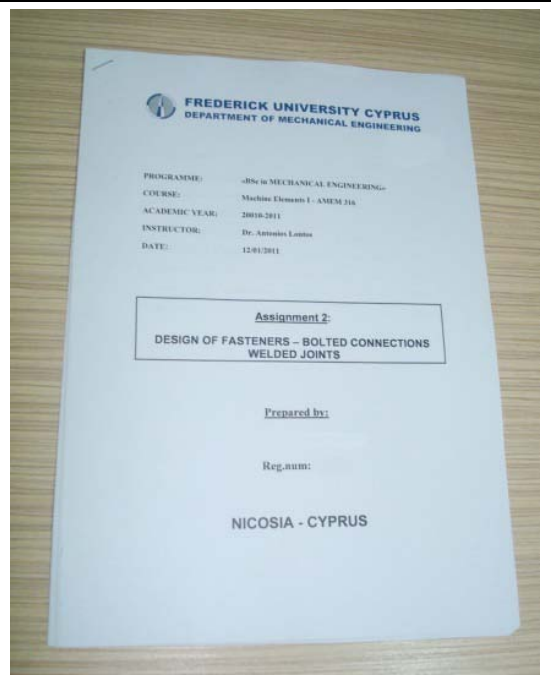 FREDERICK UNIVERSITY CYPRUS
DEPARTMENT OF MECHANICAL ENGINEERING
PROGRAMME: «BSc in MECHANICAL ENGINEERING»
COURSE: Machine Elements I - AMEM 316
ACADEMIC YEAR: 20010-2011
INSTRUCTOR: Dr. Antonios Lontos
DATE: 12/01/2011
Assignment 2:
DESIGN OF FASTENERS – BOLTED CONNECTIONS
WELDED JOINTS
Prepared by:
Reg.num:
NICOSIA - CYPRUS